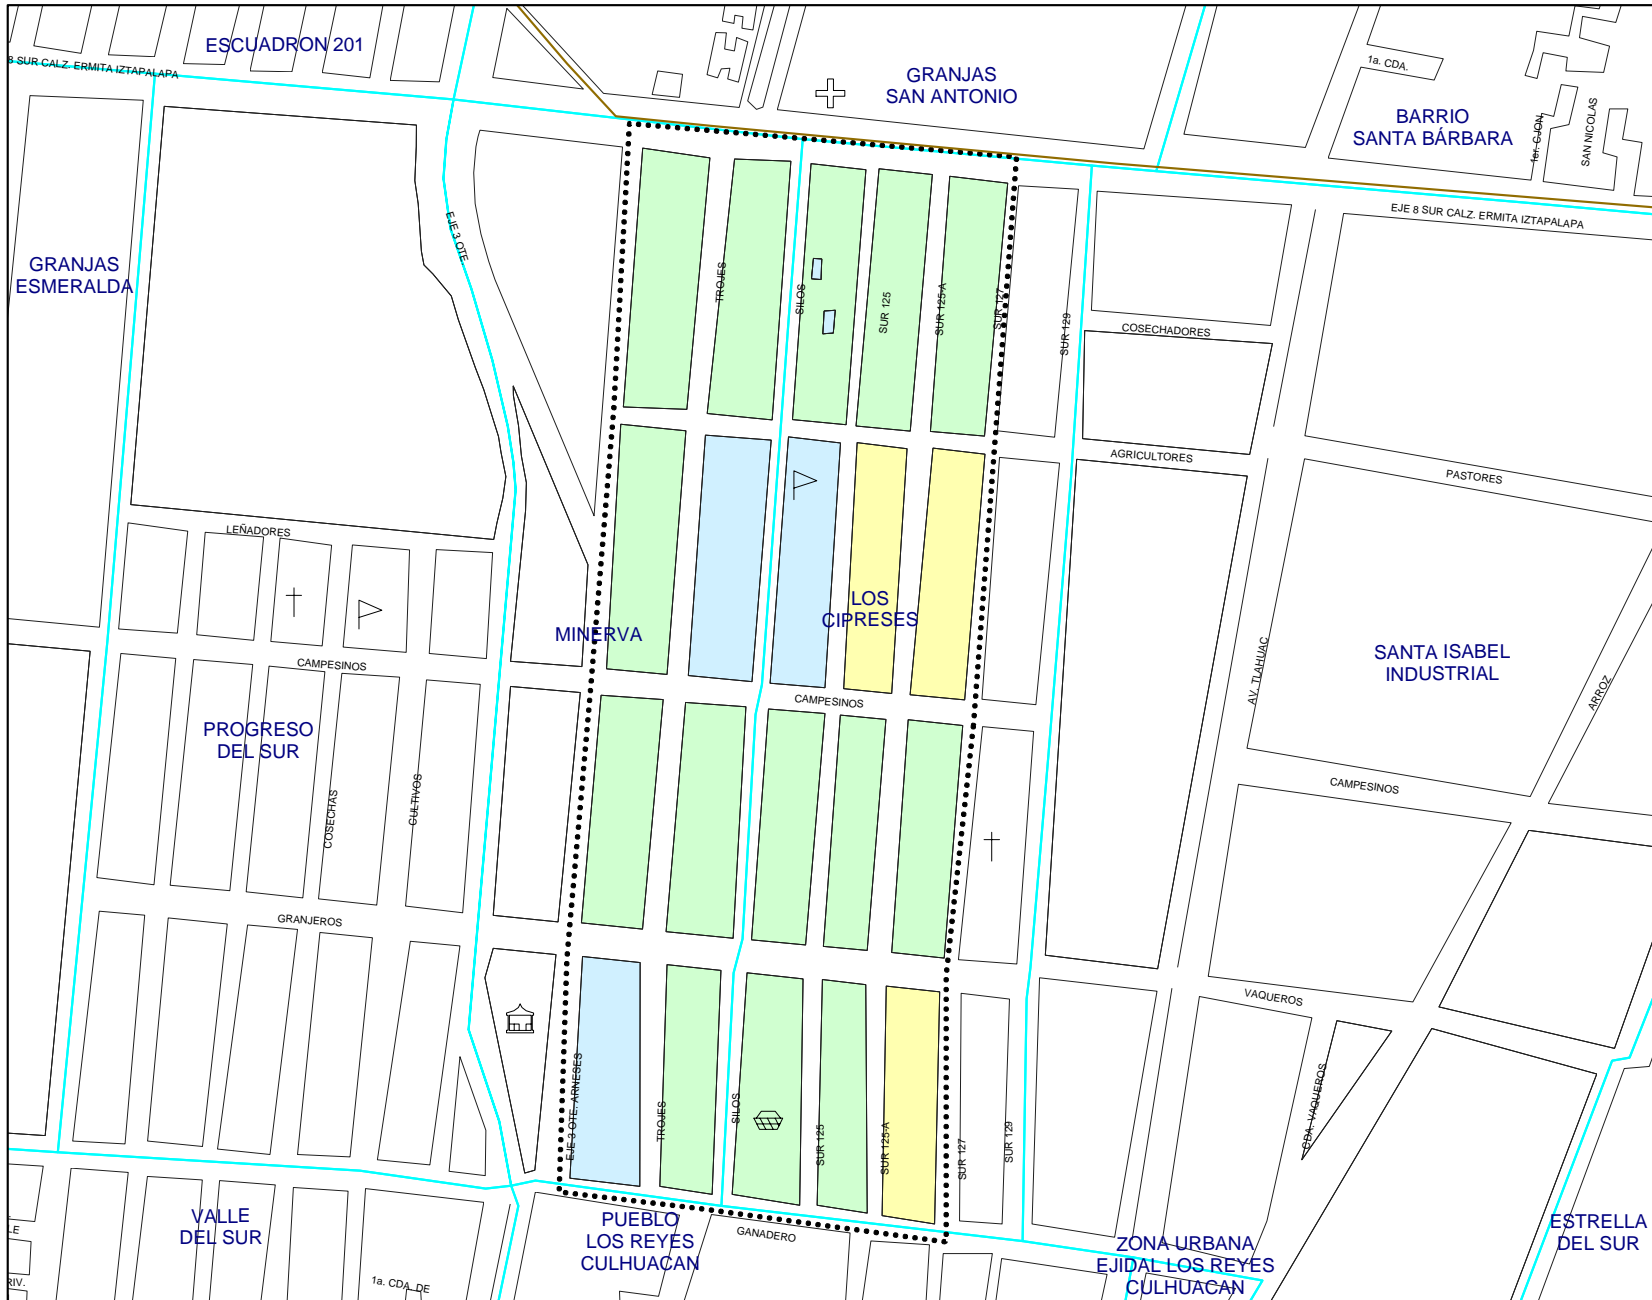 ESCUADRON 201
8 SUR CALZ. ERMITA IZTAPALAPA
GRANJAS
SAN ANTONIO
1a. CDA.
BARRIO
SANTA BÁRBARA
1er. CJON.
SAN NICOLAS
EJE 8 SUR CALZ. ERMITA IZTAPALAPA
EJE 3 OTE.
GRANJAS
ESMERALDA
TROJES
SILOS
SUR 125
SUR 125-A
SUR 127
SUR 129
COSECHADORES
AGRICULTORES
PASTORES
LEÑADORES
LOS
CIPRESES
MINERVA
CAMPESINOS
CAMPESINOS
AV. TLAHUAC
SANTA ISABEL
INDUSTRIAL
ARROZ
PROGRESO
DEL SUR
COSECHAS
CULTIVOS
CAMPESINOS
GRANJEROS
VAQUEROS
CDA. VAQUEROS
EJE 3 OTE. ARNESES
TROJES
SILOS
SUR 125
SUR 125-A
SUR 127
SUR 129
VALLE
DEL SUR
LE
RIV.
1a. CDA. DE
PUEBLO
LOS REYES
CULHUACAN
GANADERO
ZONA URBANA
EJIDAL LOS REYES
CULHUACAN
ESTRELLA
DEL SUR